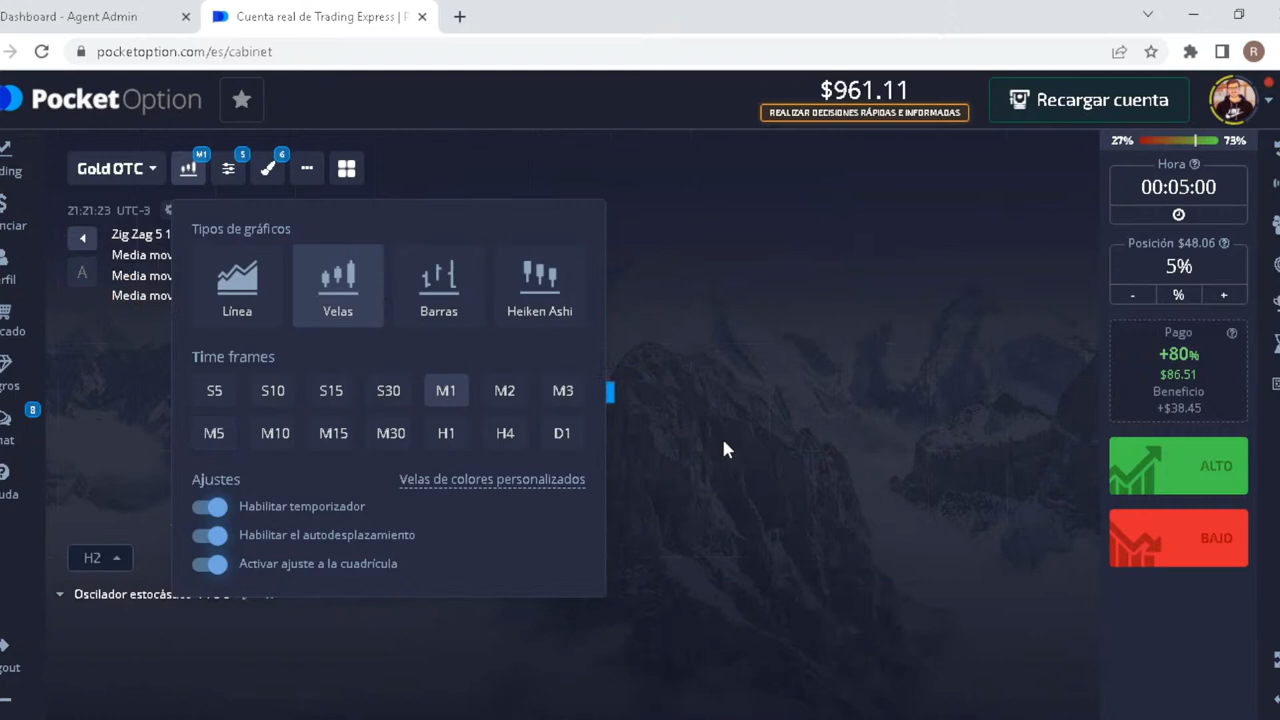 Dashboard - Agent Admin
Cuenta real de Trading Express | P
pocketoption.com/es/cabinet
R
PocketOption
$961.11
REALIZAR DECISIONES RÁPIDAS E INFORMADAS
Recargar cuenta
27%
73%
ding
Gold OTC
M1
5
6
Hora
00:05:00
21:21:23 UTC-3
nciar
Zig Zag 5 1
Media mov
A
Media mov
Media mov
Tipos de gráficos
Línea
Velas
Barras
Heiken Ashi
Posición $48.06
5%
- % +
rfil
cado
Pago
+80%
$86.51
Beneficio
+$38.45
Time frames
S5 S10 S15 S30 M1 M2 M3
M5 M10 M15 M30 H1 H4 D1
gros
8
hat
uda
ALTO
BAJO
Ajustes
Velas de colores personalizados
Habilitar temporizador
Habilitar el autodesplazamiento
Activar ajuste a la cuadrícula
H2
Oscilador estocás
gout